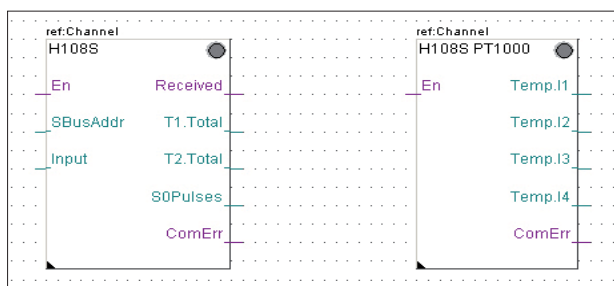 ref:Channel
H108S
En Received
SBusAddr T1.Total
Input T2.Total
S0Pulses
ComErr
ref:Channel
H108S PT1000
En Temp.I1
Temp.I2
Temp.I3
Temp.I4
ComErr